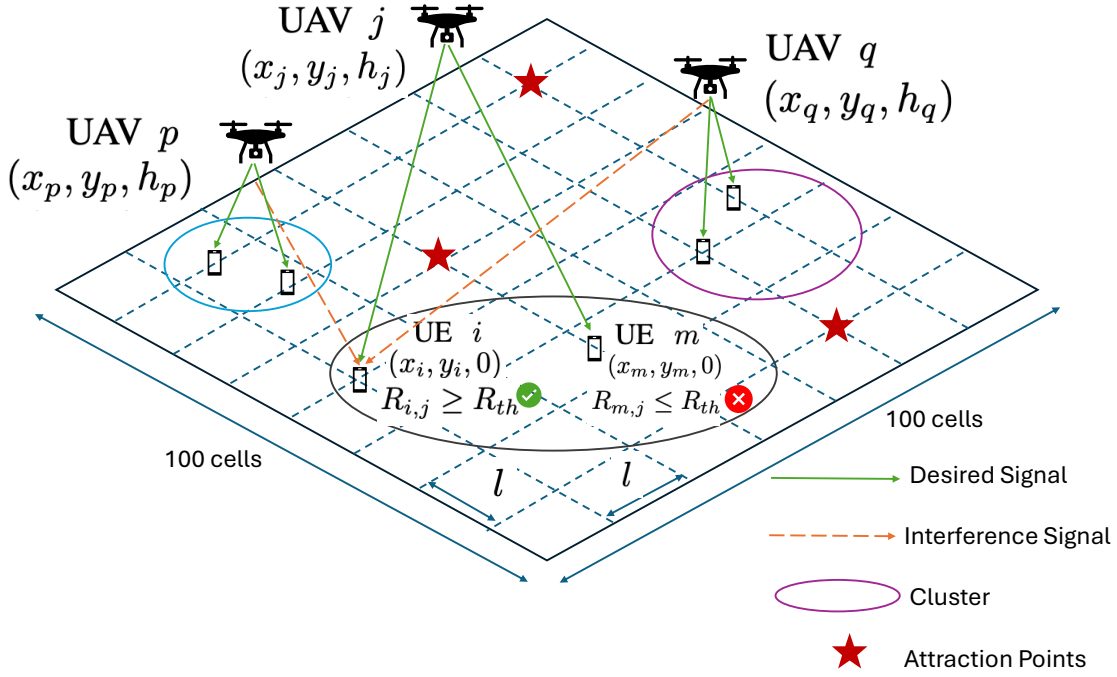 UAV j
(x_j, y_j, h_j)
UAV q
(x_q, y_q, h_q)
UAV p
(x_p, y_p, h_p)
UE i
(x_i, y_i, 0)
R_{i,j} ≥ R_{th}
UE m
(x_m, y_m, 0)
R_{m,j} ≤ R_{th}
100 cells
100 cells
l
l
Desired Signal
Interference Signal
Cluster
Attraction Points